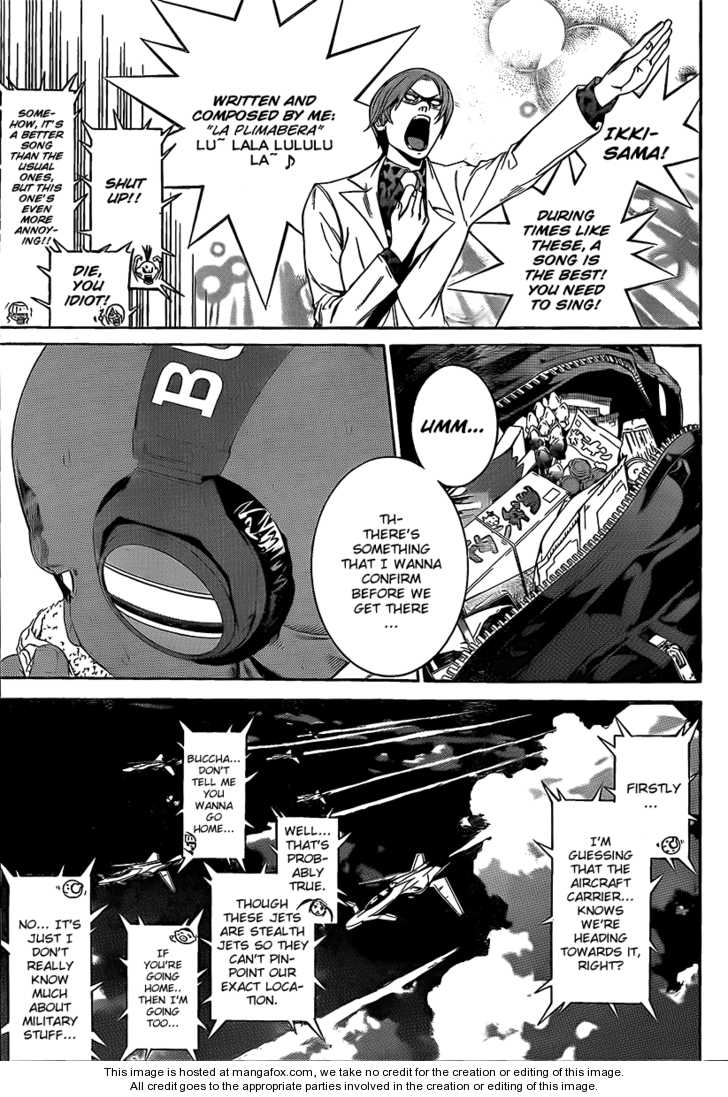 IKKI-
SAMA!
DURING
TIMES LIKE
THESE, A
SONG IS
THE BEST!
YOU NEED
TO SING!
WRITTEN AND
COMPOSED BY ME:
"LA PLIMABERA"
LU~ LALA LULULU
LA~ ♪
SHUT
UP!!
DIE,
YOU
IDIOT!
SOME-
HOW, IT'S
A BETTER
SONG
THAN THE
USUAL
ONES,
BUT THIS
ONE'S
EVEN
MORE
ANNOY-
ING!!
UMM...
TH-
THERE'S
SOMETHING
THAT I WANNA
CONFIRM
BEFORE WE
GET THERE
...
BU
FIRSTLY
...
I'M
GUESSING
THAT THE
AIRCRAFT
CARRIER...
KNOWS
WE'RE
HEADING
TOWARDS IT,
RIGHT?
WELL...
THAT'S
PROB-
ABLY
TRUE.
THOUGH
THESE JETS
ARE STEALTH
JETS SO THEY
CAN'T PIN-
POINT OUR
EXACT LOCA-
TION.
BUCCHA...
DON'T
TELL ME
YOU
WANNA
GO
HOME...
IF
YOU'RE
GOING
HOME..
THEN I'M
GOING
TOO...
NO... IT'S
JUST I
DON'T
REALLY
KNOW
MUCH
ABOUT
MILITARY
STUFF...
This image is hosted at mangafox.com, we take no credit for the creation or editing of this image.
All credit goes to the appropriate parties involved in the creation or editing of this image.